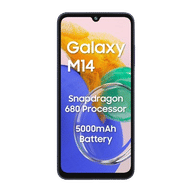 Galaxy
M14
Snapdragon
680 Processor
5000mAh
Battery